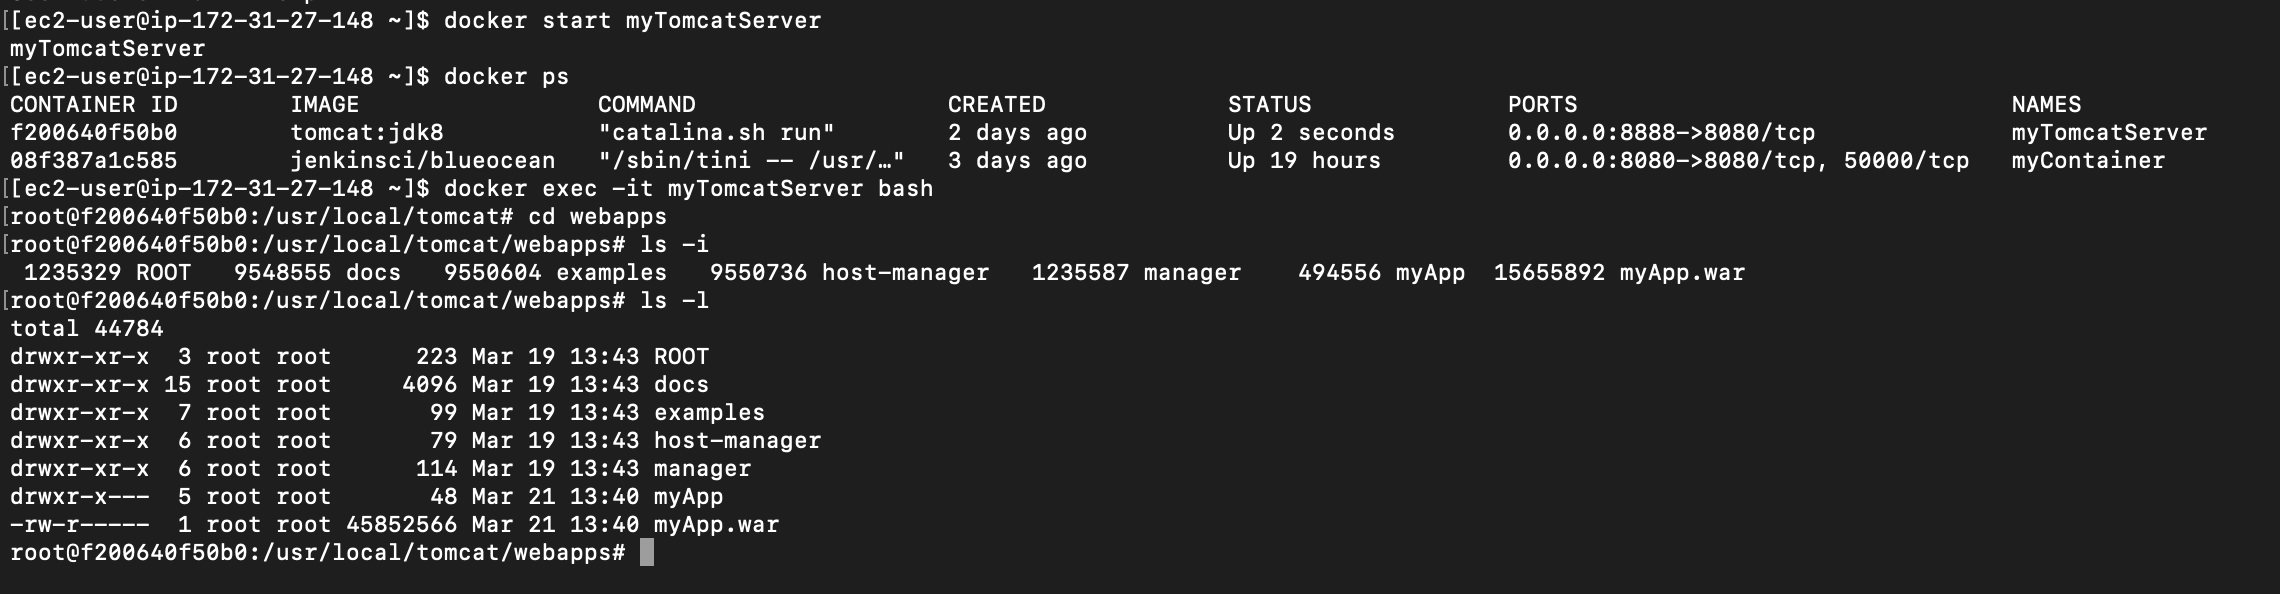 [[ec2-user@ip-172-31-27-148 ~]$ docker start myTomcatServer
myTomcatServer
[[ec2-user@ip-172-31-27-148 ~]$ docker ps
CONTAINER ID        IMAGE                 COMMAND                  CREATED             STATUS              PORTS                               NAMES
f200640f50b0        tomcat:jdk8           "catalina.sh run"        2 days ago          Up 2 seconds        0.0.0.0:8888->8080/tcp              myTomcatServer
08f387a1c585        jenkinsci/blueocean   "/sbin/tini -- /usr/…"   3 days ago          Up 19 hours         0.0.0.0:8080->8080/tcp, 50000/tcp   myContainer
[[ec2-user@ip-172-31-27-148 ~]$ docker exec -it myTomcatServer bash
[root@f200640f50b0:/usr/local/tomcat# cd webapps
[root@f200640f50b0:/usr/local/tomcat/webapps# ls -i
 1235329 ROOT   9548555 docs   9550604 examples   9550736 host-manager   1235587 manager    494556 myApp  15655892 myApp.war
[root@f200640f50b0:/usr/local/tomcat/webapps# ls -l
total 44784
drwxr-xr-x  3 root root      223 Mar 19 13:43 ROOT
drwxr-xr-x 15 root root     4096 Mar 19 13:43 docs
drwxr-xr-x  7 root root       99 Mar 19 13:43 examples
drwxr-xr-x  6 root root       79 Mar 19 13:43 host-manager
drwxr-xr-x  6 root root      114 Mar 19 13:43 manager
drwxr-x---  5 root root       48 Mar 21 13:40 myApp
-rw-r-----  1 root root 45852566 Mar 21 13:40 myApp.war
root@f200640f50b0:/usr/local/tomcat/webapps#